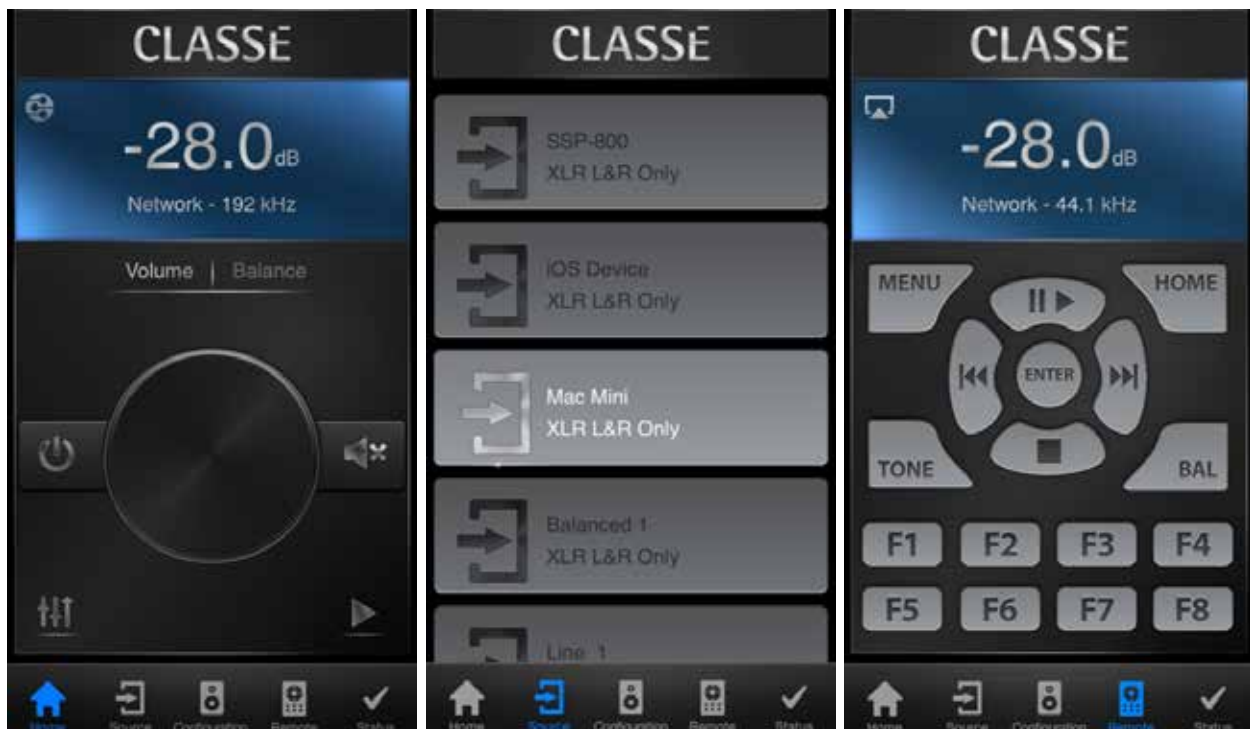 CLASSÉ
-28.0dB
Network - 192 kHz
Volume | Balance
Home Source Configuration Remote Status
CLASSÉ
SSP-800
XLR L&R Only
iOS Device
XLR L&R Only
Mac Mini
XLR L&R Only
Balanced 1
XLR L&R Only
Line 1
Home Source Configuration Remote Status
CLASSÉ
-28.0dB
Network - 44.1 kHz
MENU HOME
ENTER
TONE BAL
F1 F2 F3 F4
F5 F6 F7 F8
Home Source Configuration Remote Status